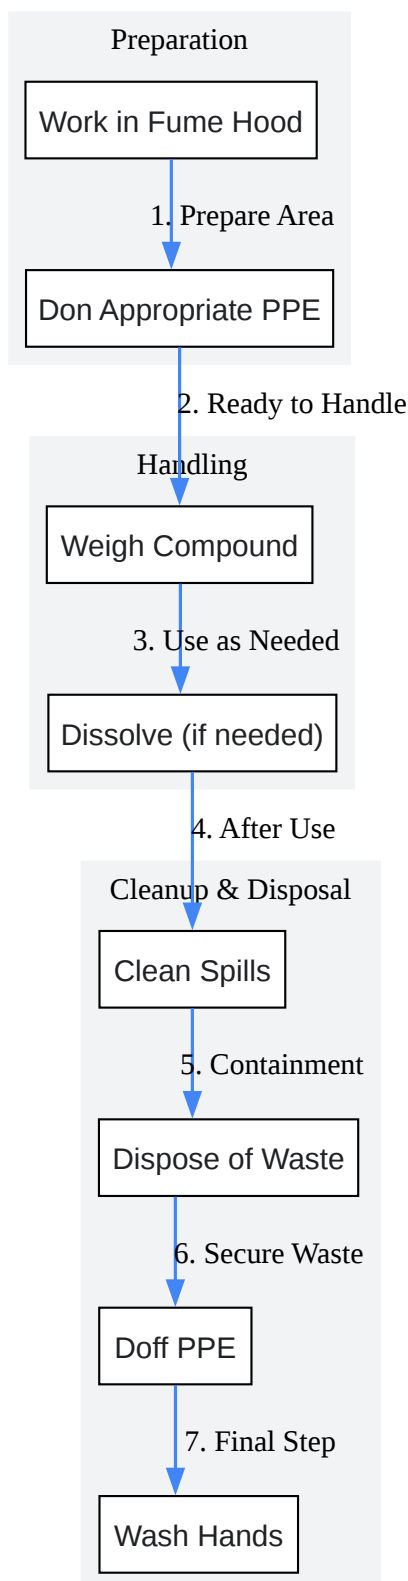 Preparation
Work in Fume Hood
1. Prepare Area
Don Appropriate PPE
2. Ready to Handle
Handling
Weigh Compound
3. Use as Needed
Dissolve (if needed)
4. After Use
Cleanup & Disposal
Clean Spills
5. Containment
Dispose of Waste
6. Secure Waste
Doff PPE
7. Final Step
Wash Hands